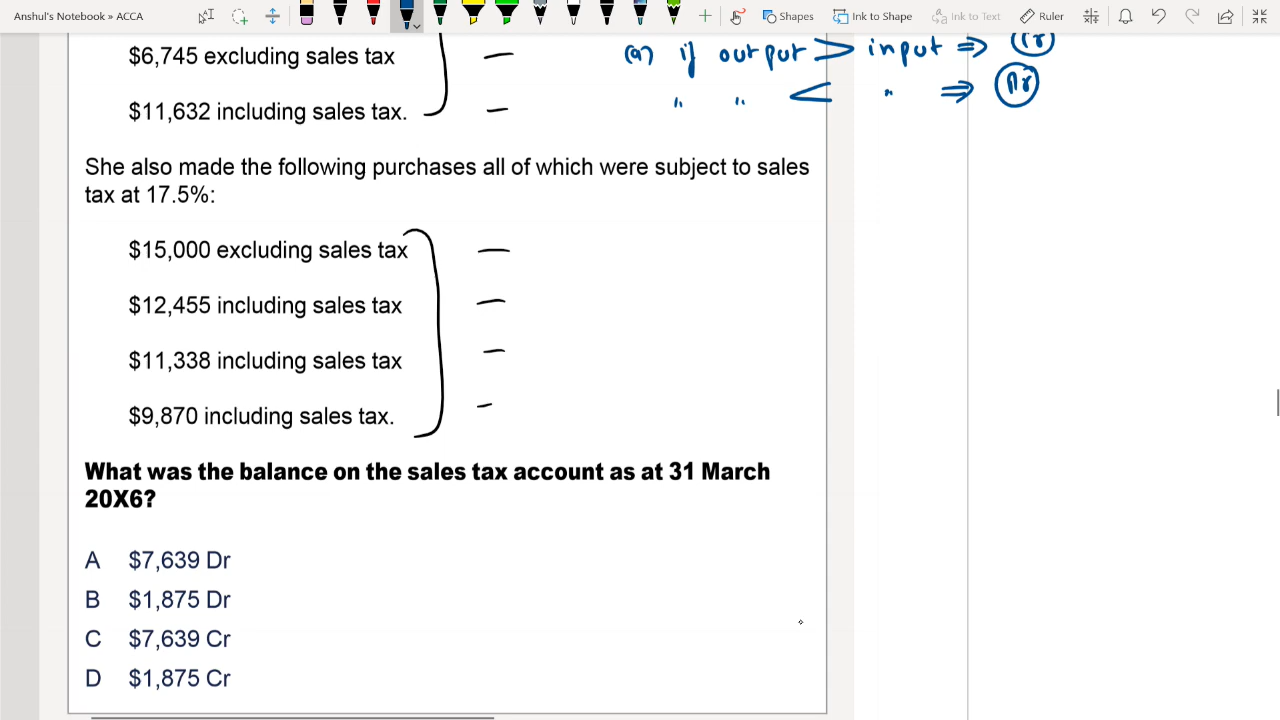 Anshul's Notebook » ACCA
Shapes
Ink to Shape
Ink to Text
Ruler
$6,745 excluding sales tax
(a) if output > input ⇒ (Cr)
$11,632 including sales tax.
" " < " ⇒ (Dr)
She also made the following purchases all of which were subject to sales
tax at 17.5%:
$15,000 excluding sales tax
$12,455 including sales tax
$11,338 including sales tax
$9,870 including sales tax.
What was the balance on the sales tax account as at 31 March
20X6?
A $7,639 Dr
B $1,875 Dr
C $7,639 Cr
D $1,875 Cr